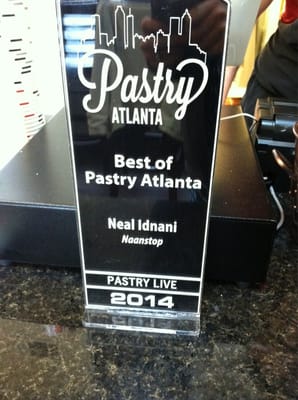 Pastry
ATLANTA
Best of
Pastry Atlanta
Neal Idnani
Naanstop
PASTRY LIVE
2014